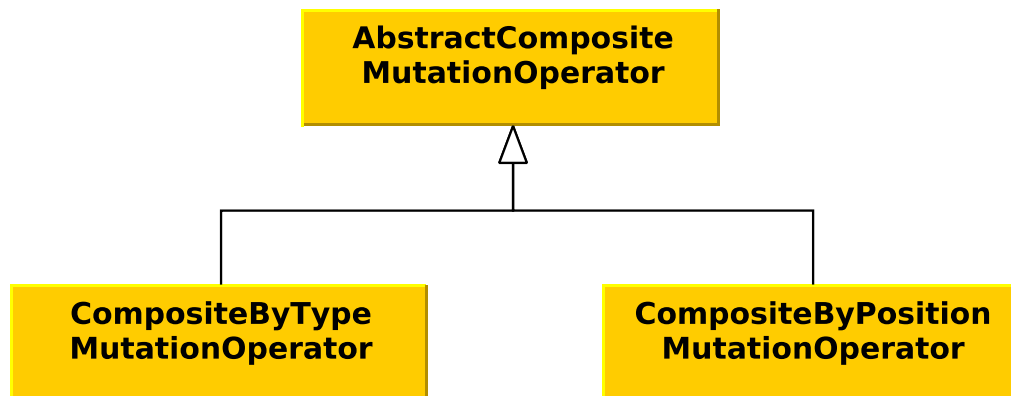 AbstractComposite
MutationOperator
CompositeByType
MutationOperator
CompositeByPosition
MutationOperator